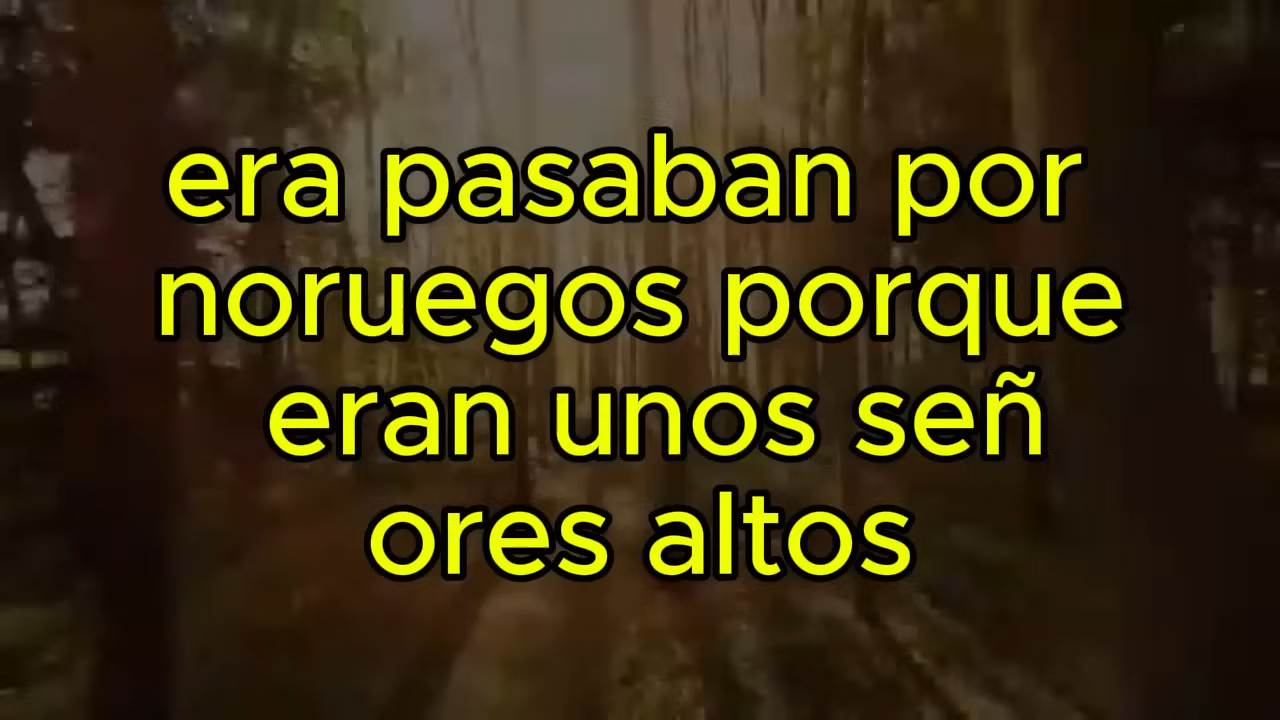 era pasaban por
noruegos porque
eran unos señ
ores altos